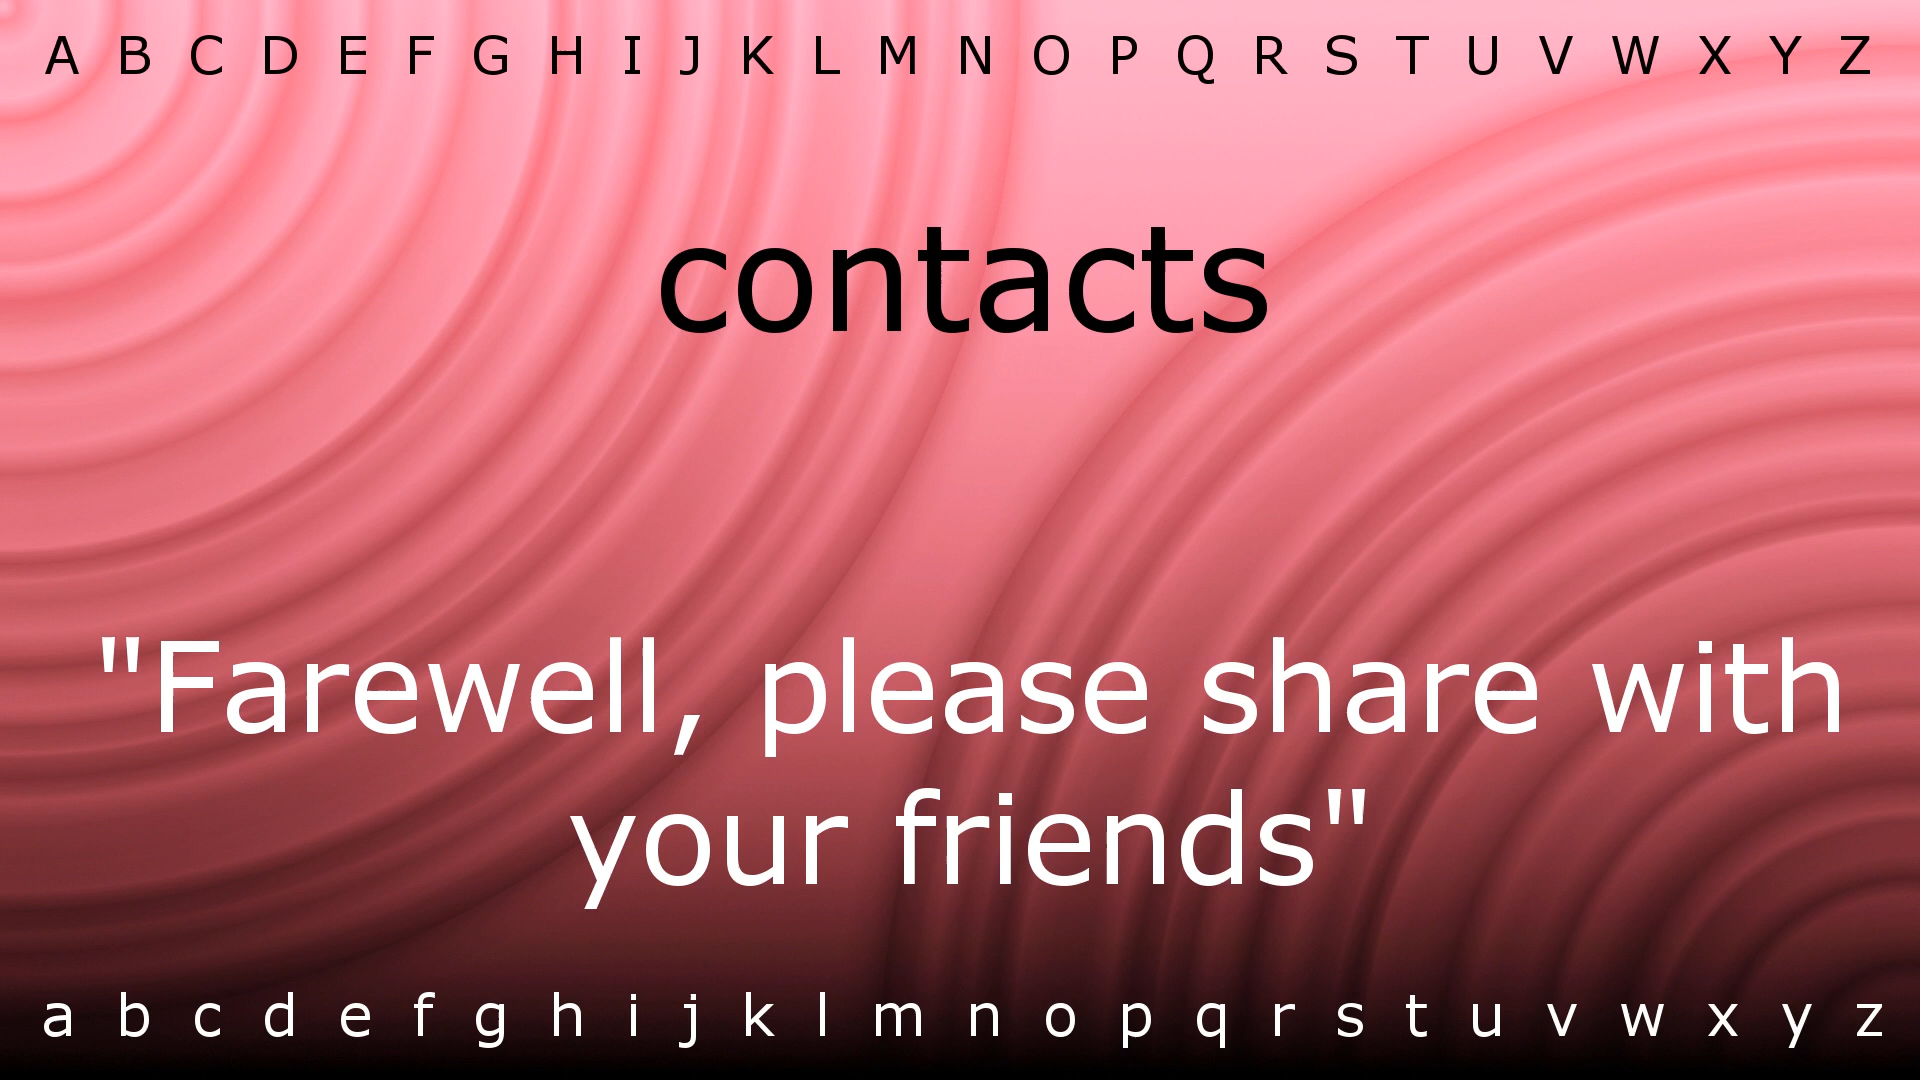 A B C D E F G H I J K L M N O P Q R S T U V W X Y Z
contacts
"Farewell, please share with
your friends"
a b c d e f g h i j k l m n o p q r s t u v w x y z